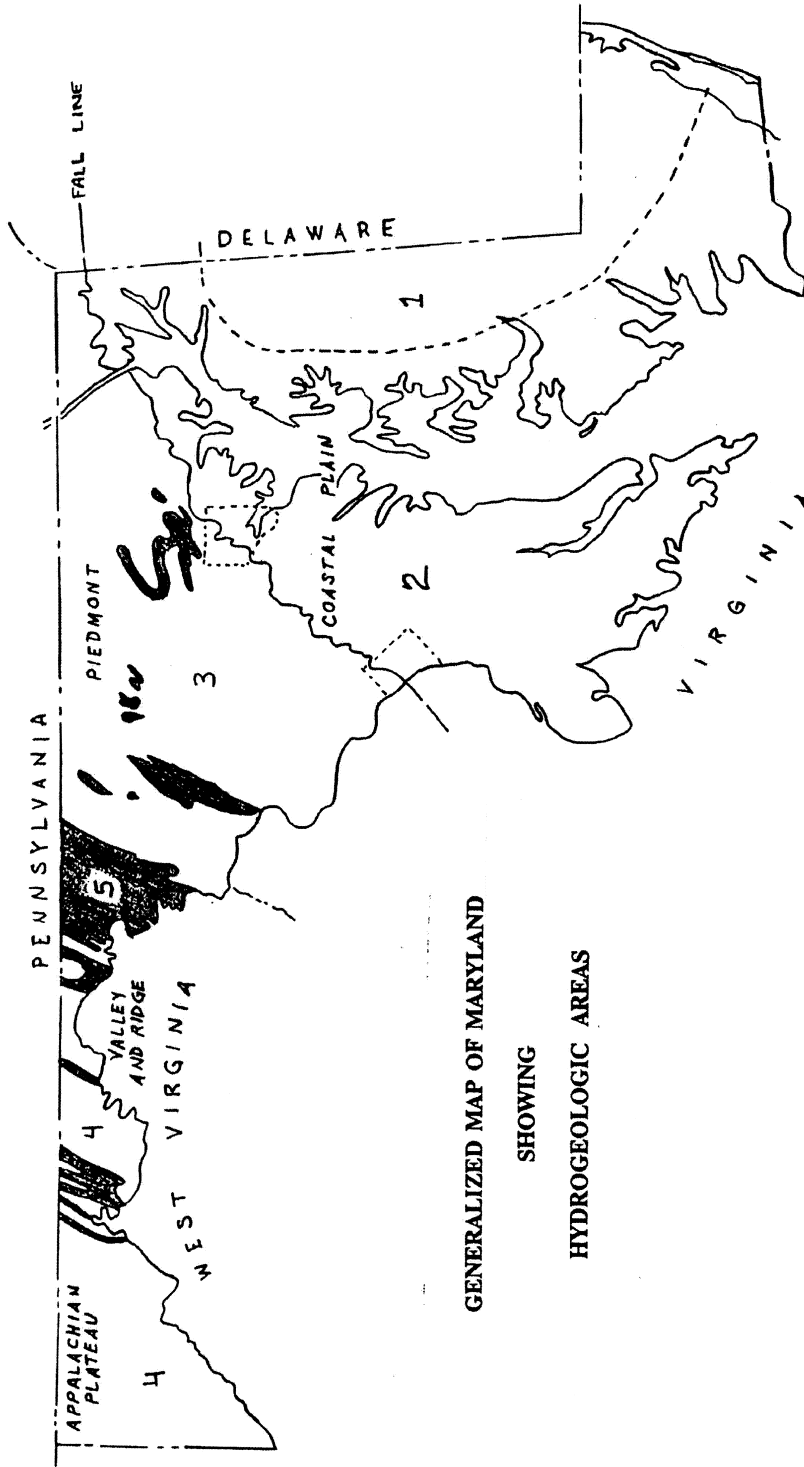 PENNSYLVANIA
APPALACHIAN
PLATEAU
4
4
VALLEY
AND RIDGE
5
PIEDMONT
3
FALL LINE
DELAWARE
1
COASTAL PLAIN
2
WEST VIRGINIA
VIRGINIA
GENERALIZED MAP OF MARYLAND
SHOWING
HYDROGEOLOGIC AREAS